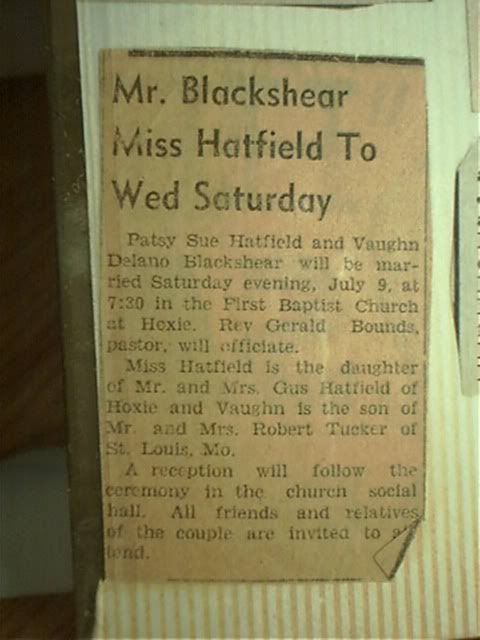 Mr. Blackshear
Miss Hatfield To
Wed Saturday
Patsy Sue Hatfield and Vaughn
Delano Blackshear will be mar-
ried Saturday evening, July 9, at
7:30 in the First Baptist Church
at Hoxie. Rev Gerald Bounds,
pastor, will officiate.
Miss Hatfield is the daughter
of Mr. and Mrs. Gus Hatfield of
Hoxie and Vaughn is the son of
Mr. and Mrs. Robert Tucker of
St. Louis, Mo.
A reception will follow the
ceremony in the church social
hall. All friends and relatives
of the couple are invited to at-
tend.